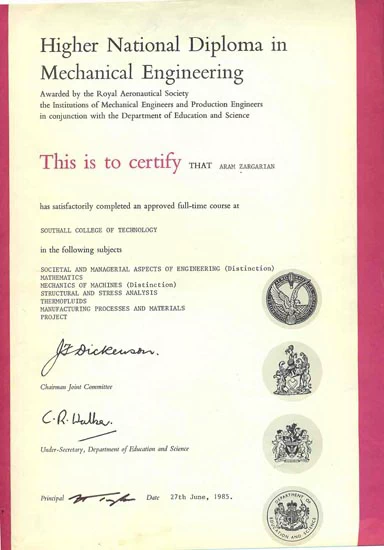 Higher National Diploma in
Mechanical Engineering
Awarded by the Royal Aeronautical Society
the Institutions of Mechanical Engineers and Production Engineers
in conjunction with the Department of Education and Science
This is to certify THAT ARAM ZARGARIAN
has satisfactorily completed an approved full-time course at
SOUTHALL COLLEGE OF TECHNOLOGY
in the following subjects
SOCIETAL AND MANAGERIAL ASPECTS OF ENGINEERING (Distinction)
MATHEMATICS
MECHANICS OF MACHINES (Distinction)
STRUCTURAL AND STRESS ANALYSIS
THERMOFLUIDS
MANUFACTURING PROCESSES AND MATERIALS
PROJECT
Chairman Joint Committee
Under-Secretary, Department of Education and Science
Principal Date 27th June, 1985.
DEPARTMENT OF EDUCATION AND SCIENCE